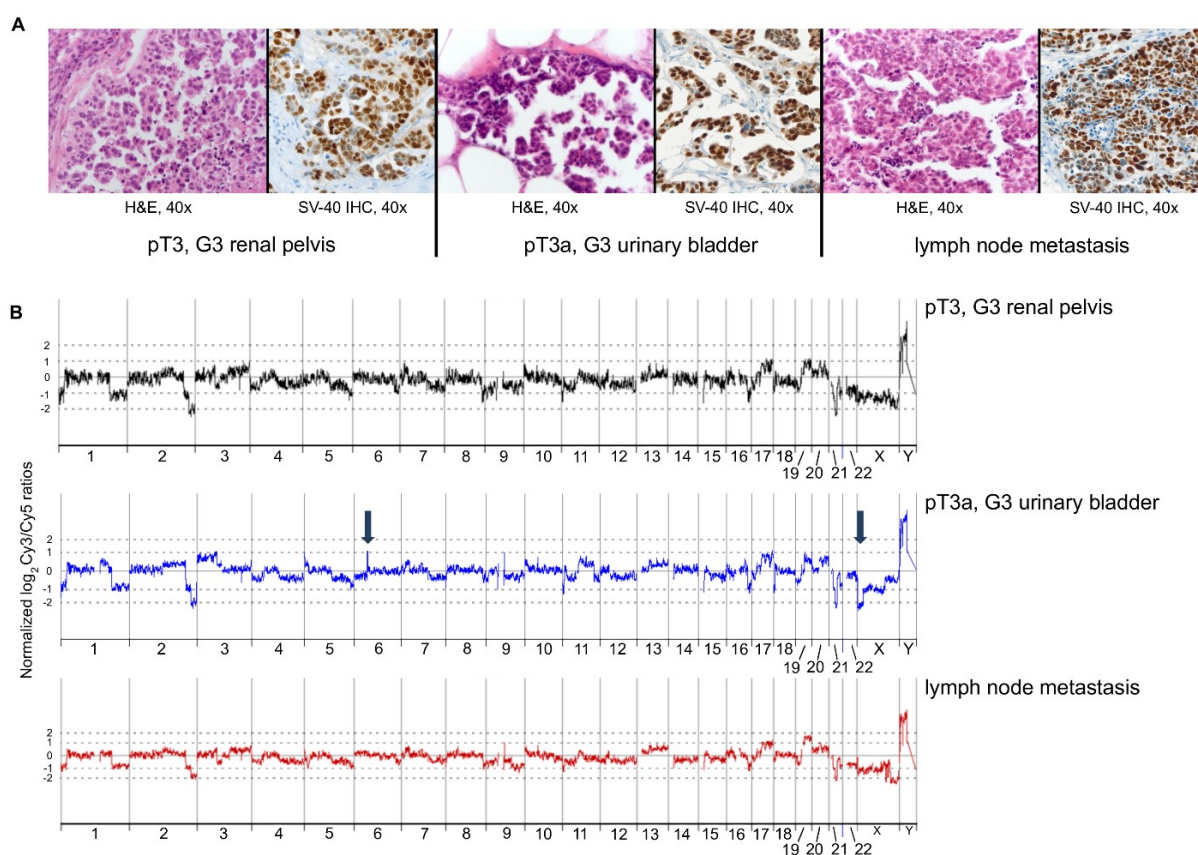 A
H&E, 40x
SV-40 IHC, 40x
H&E, 40x
SV-40 IHC, 40x
H&E, 40x
SV-40 IHC, 40x
pT3, G3 renal pelvis
pT3a, G3 urinary bladder
lymph node metastasis
B
Normalized log2 Cy3/Cy5 ratios
pT3, G3 renal pelvis
2
1
0
-1
-2
1 2 3 4 5 6 7 8 9 10 11 12 13 14 15 16 17 18 X Y
19 20 21 22
pT3a, G3 urinary bladder
2
1
0
-1
-2
1 2 3 4 5 6 7 8 9 10 11 12 13 14 15 16 17 18 X Y
19 20 21 22
lymph node metastasis
2
1
0
-1
-2
1 2 3 4 5 6 7 8 9 10 11 12 13 14 15 16 17 18 X Y
19 20 21 22